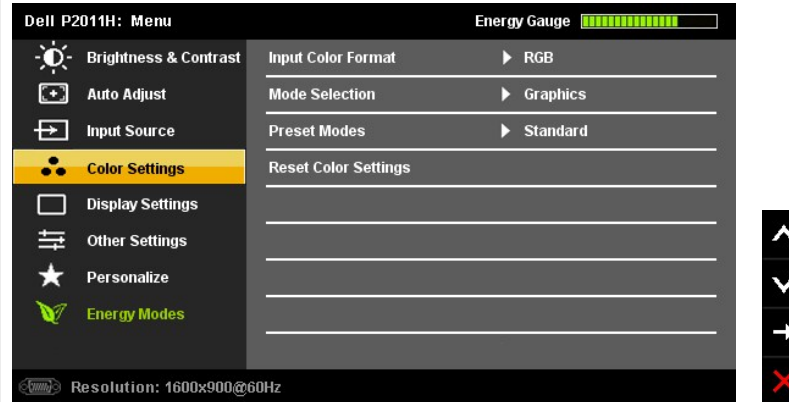 Dell P2011H: Menu Energy Gauge
Brightness & Contrast Input Color Format RGB
Auto Adjust Mode Selection Graphics
Input Source Preset Modes Standard
Color Settings Reset Color Settings
Display Settings
Other Settings
Personalize
Energy Modes
Resolution: 1600x900@60Hz